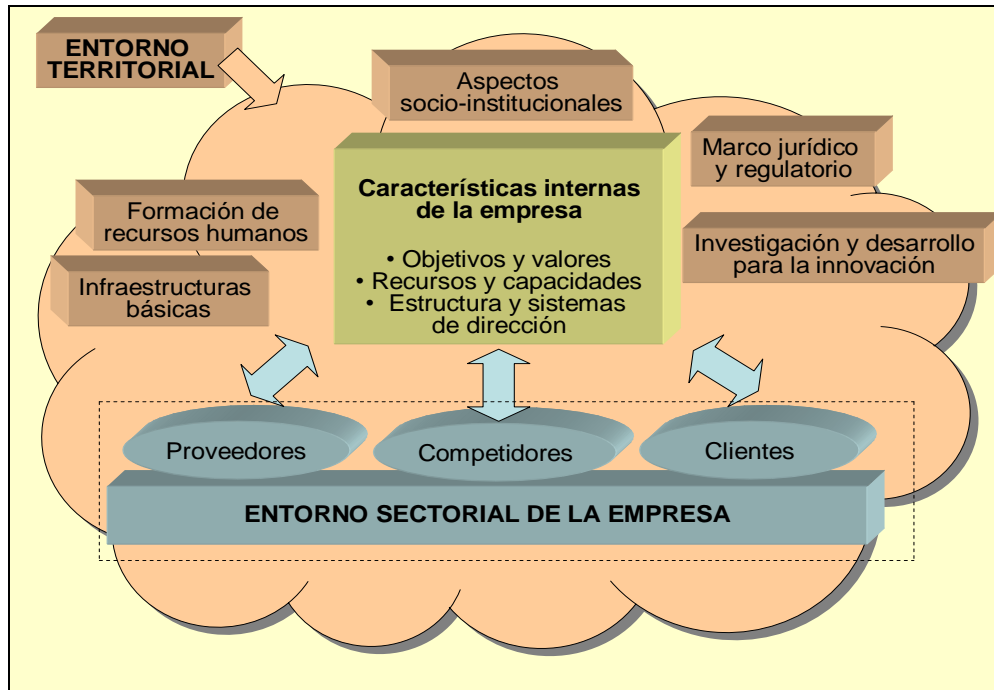 ENTORNO
TERRITORIAL
Aspectos
socio-institucionales
Marco jurídico
y regulatorio
Características internas
de la empresa
• Objetivos y valores
• Recursos y capacidades
• Estructura y sistemas
de dirección
Formación de
recursos humanos
Investigación y desarrollo
para la innovación
Infraestructuras
básicas
Proveedores
Competidores
Clientes
ENTORNO SECTORIAL DE LA EMPRESA